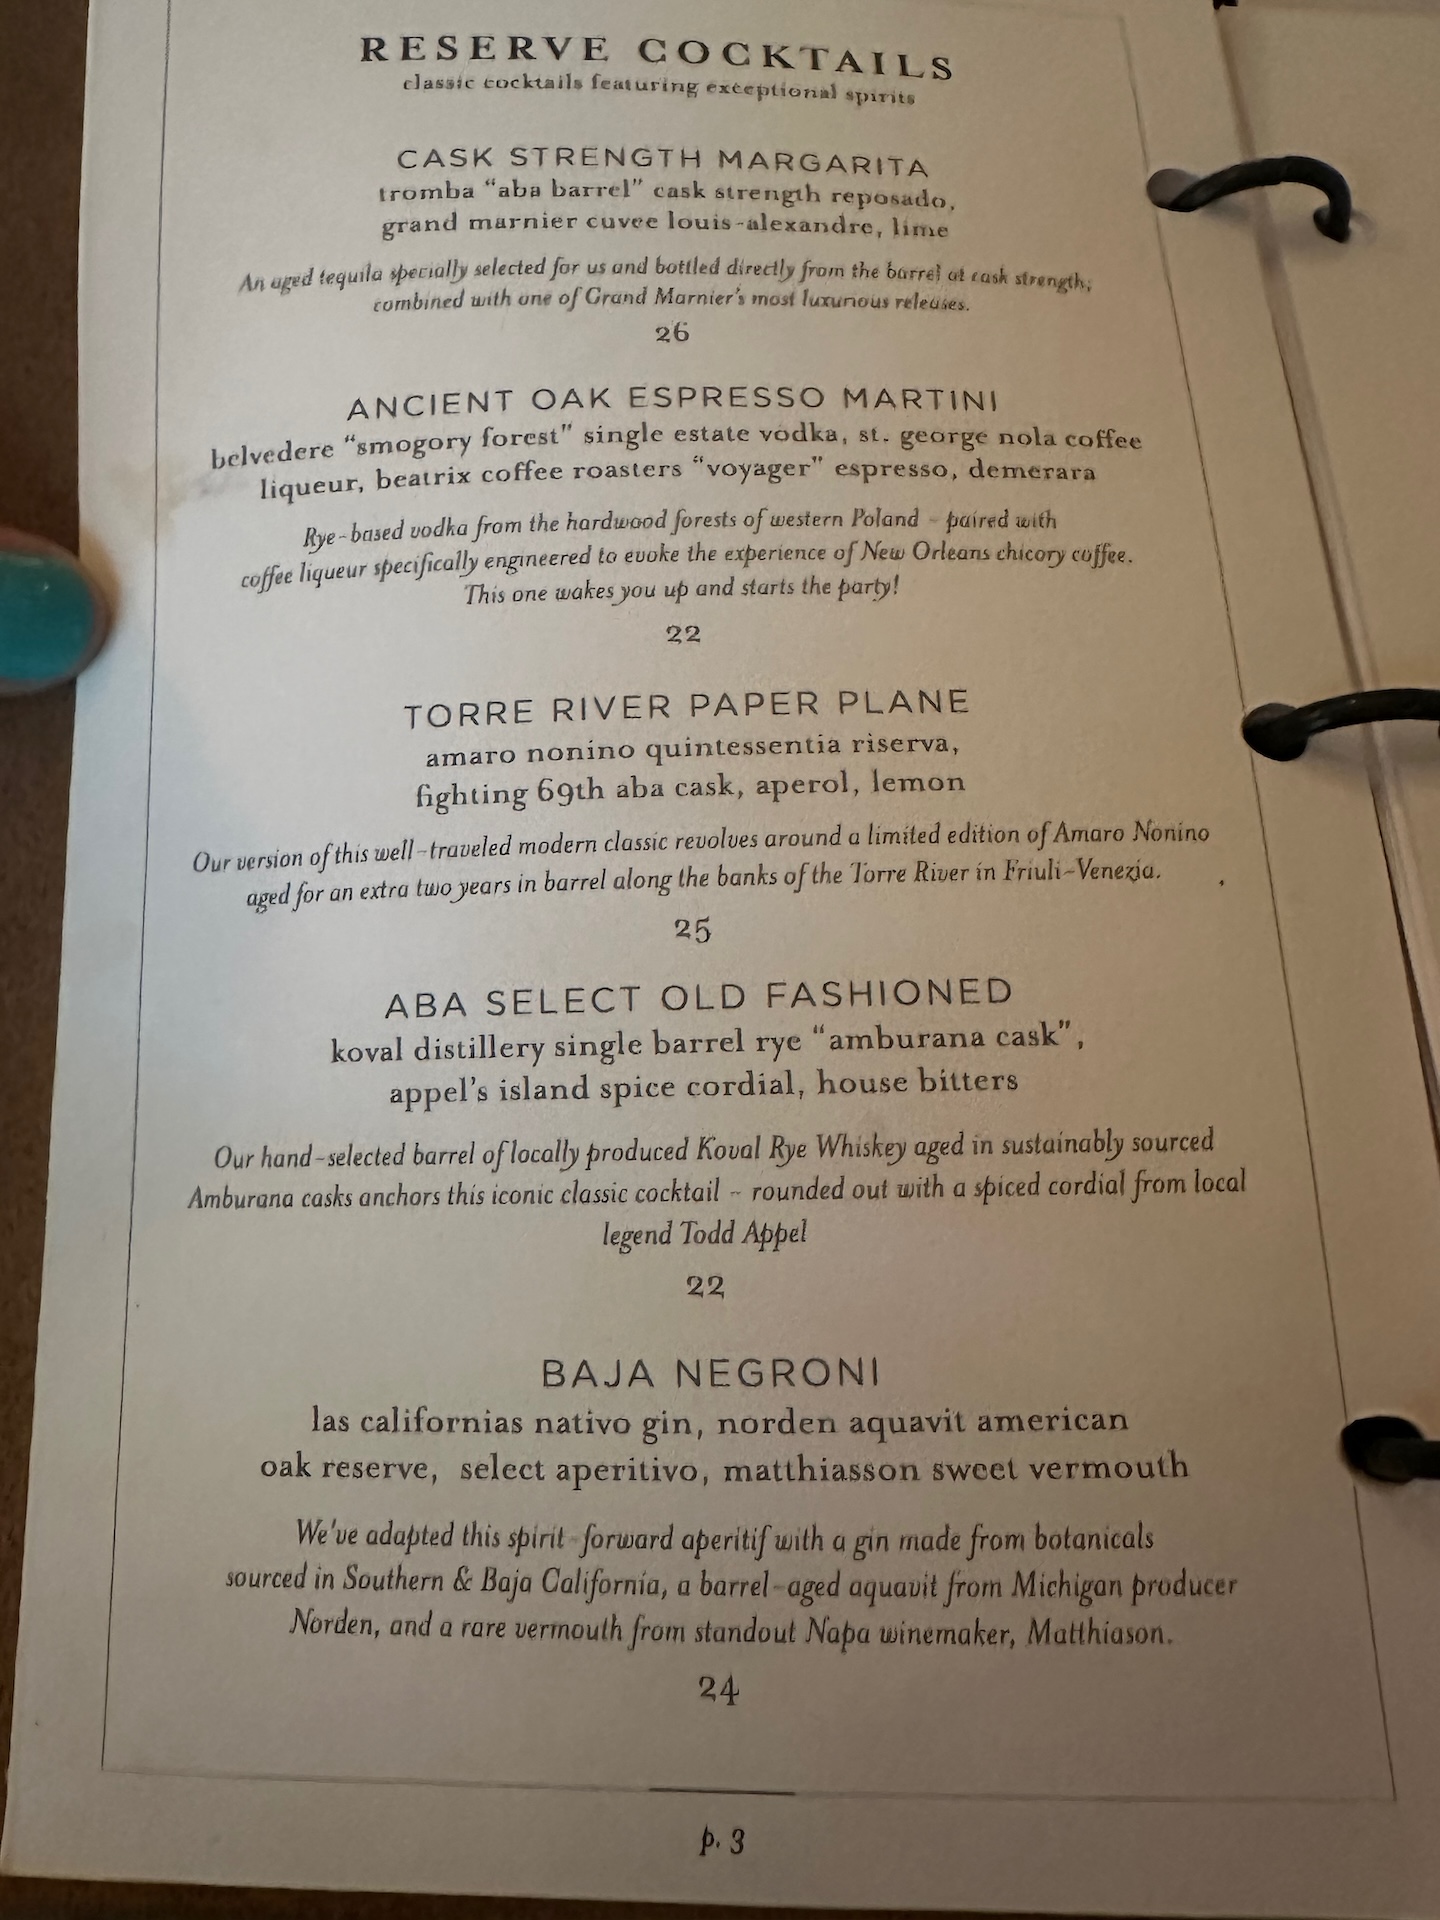 RESERVE COCKTAILS
classic cocktails featuring exceptional spirits
CASK STRENGTH MARGARITA
tromba "aba barrel" cask strength reposado,
grand marnier cuvee louis-alexandre, lime
An aged tequila specially selected for us and bottled directly from the barrel at cask strength;
combined with one of Grand Marnier's most luxurious releases.
26
ANCIENT OAK ESPRESSO MARTINI
belvedere "smogory forest" single estate vodka, st. george nola coffee
liqueur, beatrix coffee roasters "voyager" espresso, demerara
Rye-based vodka from the hardwood forests of western Poland - paired with
coffee liqueur specifically engineered to evoke the experience of New Orleans chicory coffee.
This one wakes you up and starts the party!
22
TORRE RIVER PAPER PLANE
amaro nonino quintessentia riserva,
fighting 69th aba cask, aperol, lemon
Our version of this well-traveled modern classic revolves around a limited edition of Amaro Nonino
aged for an extra two years in barrel along the banks of the Torre River in Friuli-Venezia.
25
ABA SELECT OLD FASHIONED
koval distillery single barrel rye "amburana cask",
appel's island spice cordial, house bitters
Our hand-selected barrel of locally produced Koval Rye Whiskey aged in sustainably sourced
Amburana casks anchors this iconic classic cocktail - rounded out with a spiced cordial from local
legend Todd Appel
22
BAJA NEGRONI
las californias nativo gin, norden aquavit american
oak reserve, select aperitivo, matthiasson sweet vermouth
We've adapted this spirit-forward aperitif with a gin made from botanicals
sourced in Southern & Baja California, a barrel-aged aquavit from Michigan producer
Norden, and a rare vermouth from standout Napa winemaker, Matthiason.
24
p. 3